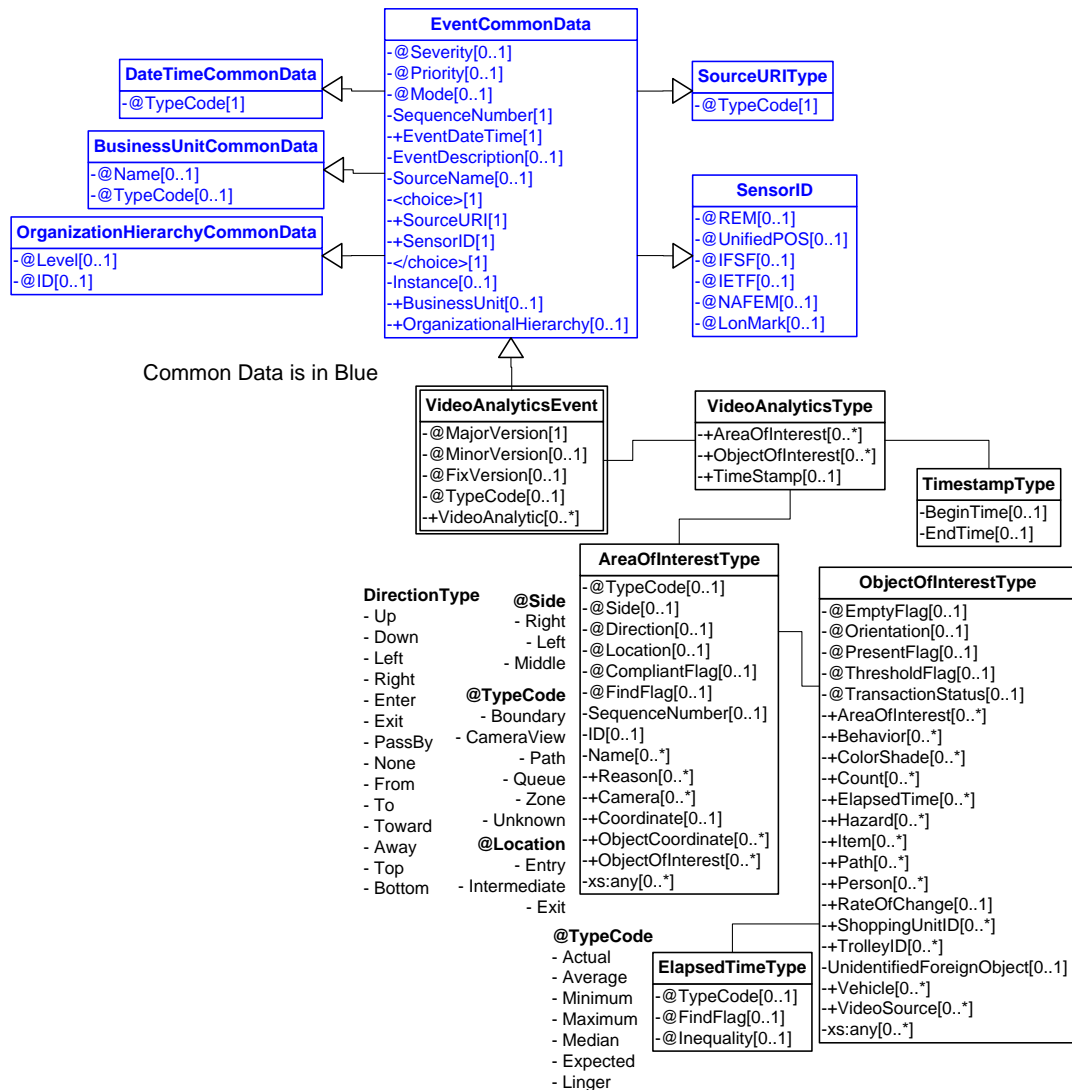 EventCommonData
-@Severity[0..1]
-@Priority[0..1]
-@Mode[0..1]
-SequenceNumber[1]
-+EventDateTime[1]
-EventDescription[0..1]
-SourceName[0..1]
-<choice>[1]
-+SourceURI[1]
-+SensorID[1]
-</choice>[1]
-Instance[0..1]
-+BusinessUnit[0..1]
-+OrganizationalHierarchy[0..1]
DateTimeCommonData
-@TypeCode[1]
BusinessUnitCommonData
-@Name[0..1]
-@TypeCode[0..1]
OrganizationHierarchyCommonData
-@Level[0..1]
-@ID[0..1]
SourceURIType
-@TypeCode[1]
SensorID
-@REM[0..1]
-@UnifiedPOS[0..1]
-@IFSF[0..1]
-@IETF[0..1]
-@NAFEM[0..1]
-@LonMark[0..1]
Common Data is in Blue
VideoAnalyticsEvent
-@MajorVersion[1]
-@MinorVersion[0..1]
-@FixVersion[0..1]
-@TypeCode[0..1]
-+VideoAnalytic[0..*]
VideoAnalyticsType
-+AreaOfInterest[0..*]
-+ObjectOfInterest[0..*]
-+TimeStamp[0..1]
TimestampType
-BeginTime[0..1]
-EndTime[0..1]
AreaOfInterestType
-@TypeCode[0..1]
-@Side[0..1]
-@Direction[0..1]
-@Location[0..1]
-@CompliantFlag[0..1]
-@FindFlag[0..1]
-SequenceNumber[0..1]
-ID[0..1]
-Name[0..*]
-+Reason[0..*]
-+Camera[0..*]
-+Coordinate[0..1]
-+ObjectCoordinate[0..*]
-+ObjectOfInterest[0..*]
-xs:any[0..*]
ObjectOfInterestType
-@EmptyFlag[0..1]
-@Orientation[0..1]
-@PresentFlag[0..1]
-@ThresholdFlag[0..1]
-@TransactionStatus[0..1]
-+AreaOfInterest[0..*]
-+Behavior[0..*]
-+ColorShade[0..*]
-+Count[0..*]
-+ElapsedTime[0..*]
-+Hazard[0..*]
-+Item[0..*]
-+Path[0..*]
-+Person[0..*]
-+RateOfChange[0..1]
-+ShoppingUnitID[0..*]
-+TrolleyID[0..*]
-UnidentifiedForeignObject[0..1]
-+Vehicle[0..*]
-+VideoSource[0..*]
-xs:any[0..*]
DirectionType
- Up
- Down
- Left
- Right
- Enter
- Exit
- PassBy
- None
- From
- To
- Toward
- Away
- Top
- Bottom
@Side
- Right
- Left
- Middle
@TypeCode
- Boundary
- CameraView
- Path
- Queue
- Zone
- Unknown
@Location
- Entry
- Intermediate
- Exit
@TypeCode
- Actual
- Average
- Minimum
- Maximum
- Median
- Expected
- Linger
ElapsedTimeType
-@TypeCode[0..1]
-@FindFlag[0..1]
-@Inequality[0..1]